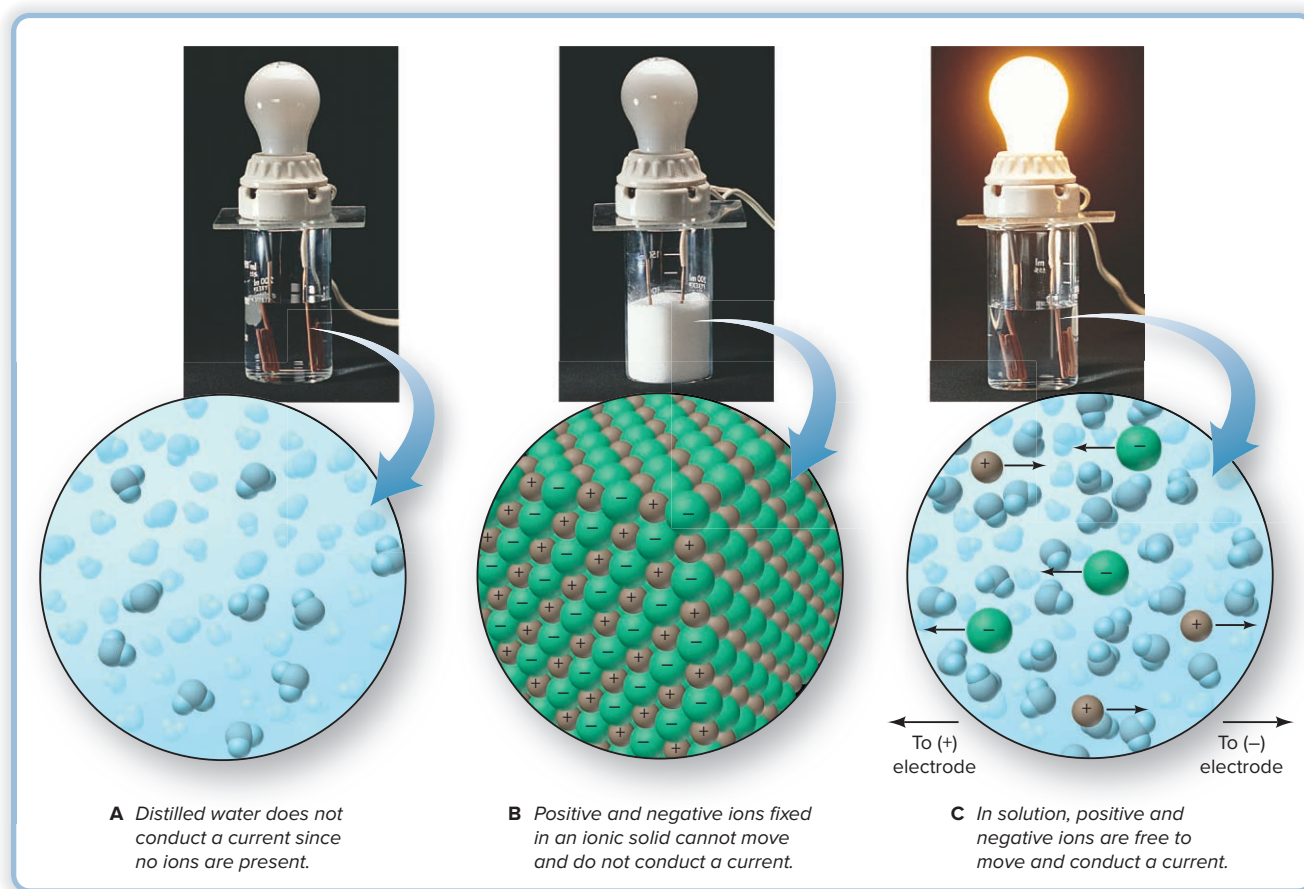 +
−
To (+)
electrode
To (–)
electrode
A Distilled water does not
conduct a current since
no ions are present.
B Positive and negative ions fixed
in an ionic solid cannot move
and do not conduct a current.
C In solution, positive and
negative ions are free to
move and conduct a current.